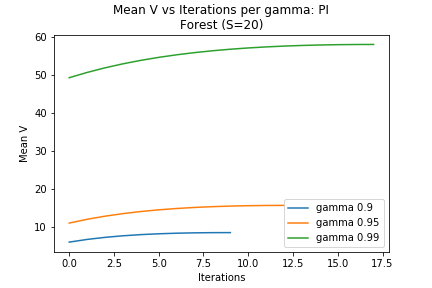 Mean V vs Iterations per gamma: PI
Forest (S=20)
Mean V
60
50
40
30
20
10
gamma 0.9
gamma 0.95
gamma 0.99
0.0 2.5 5.0 7.5 10.0 12.5 15.0 17.5
Iterations